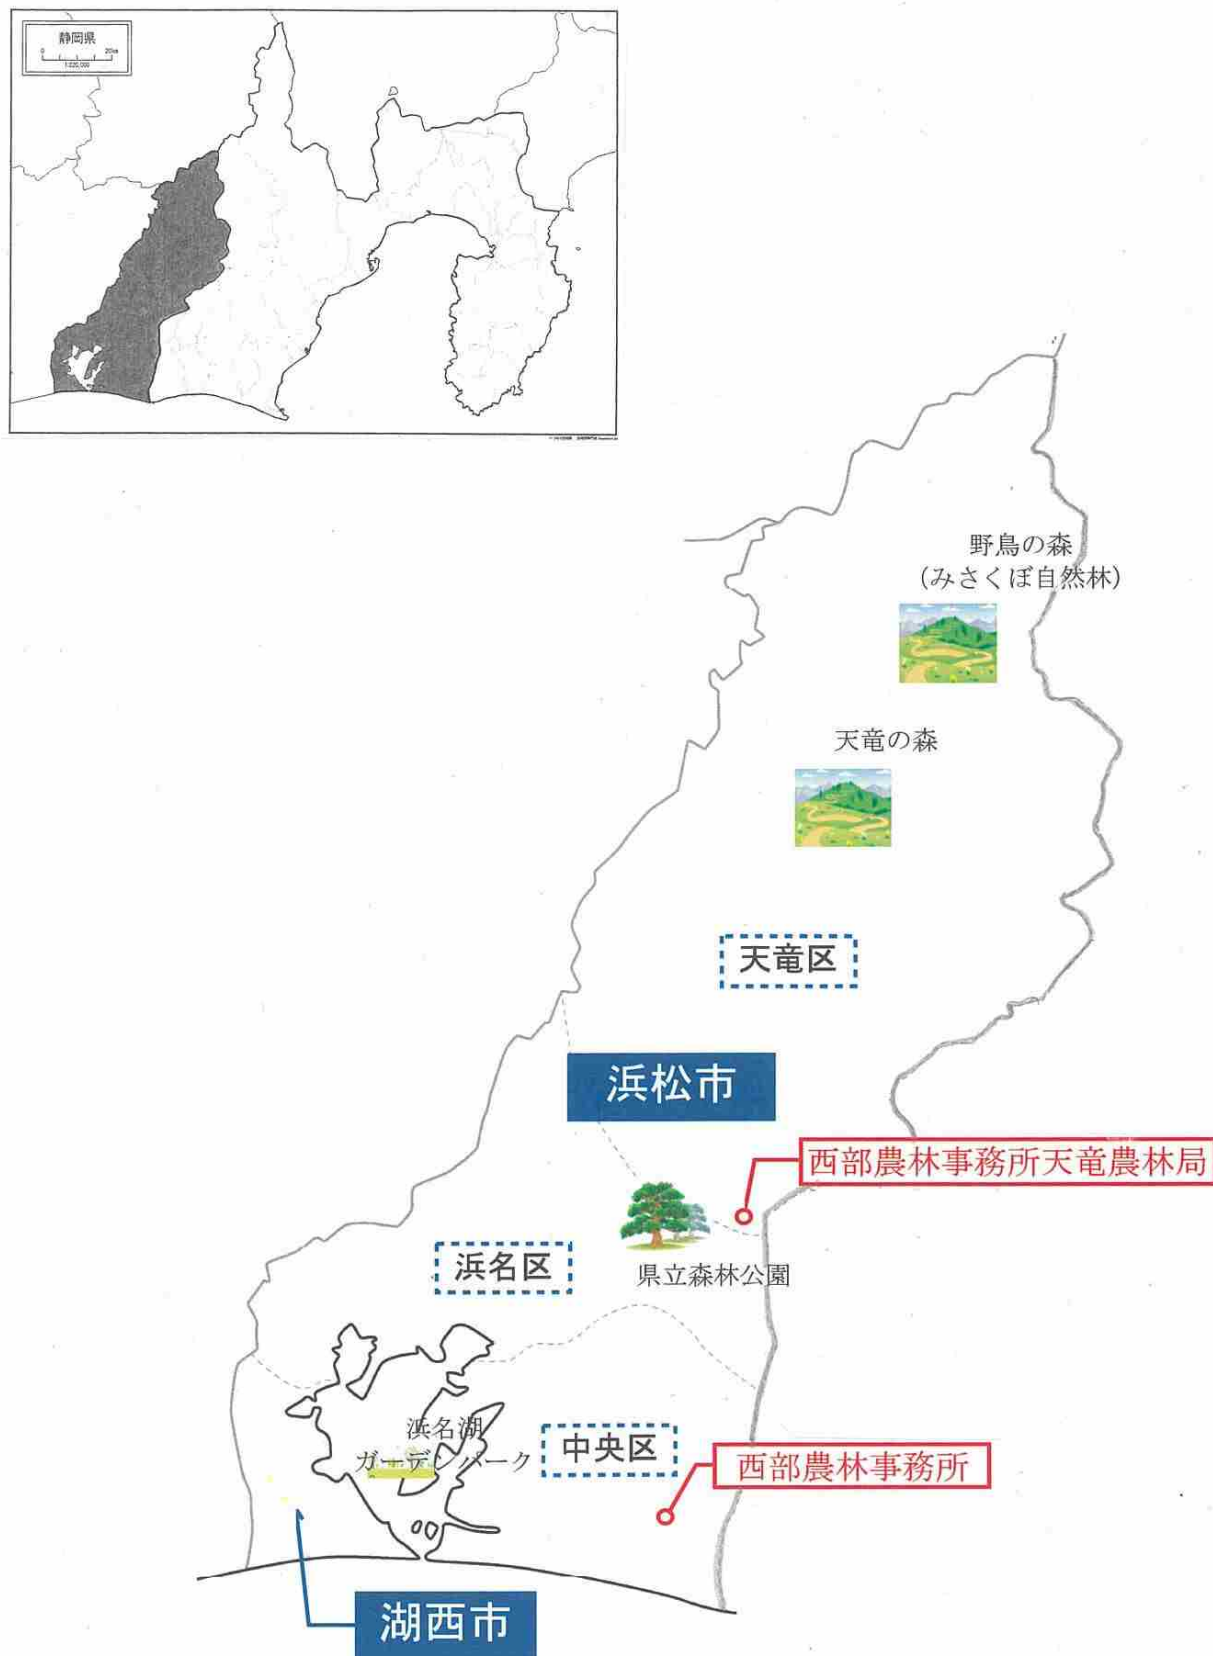 静岡県
0 20km
野鳥の森
(みさくぼ自然林)
天竜の森
天竜区
浜松市
西部農林事務所天竜農林局
浜名区
県立森林公園
浜名湖
ガーデンパーク
中央区
西部農林事務所
湖西市